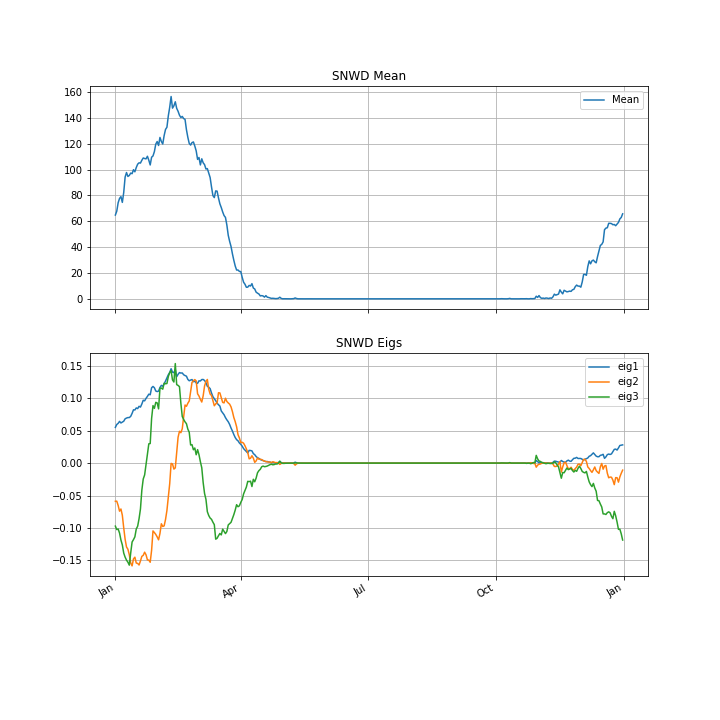 SNWD Mean
160
140
120
100
80
60
40
20
0
Mean
SNWD Eigs
0.15
0.10
0.05
0.00
−0.05
−0.10
−0.15
eig1
eig2
eig3
Jan
Apr
Jul
Oct
Jan